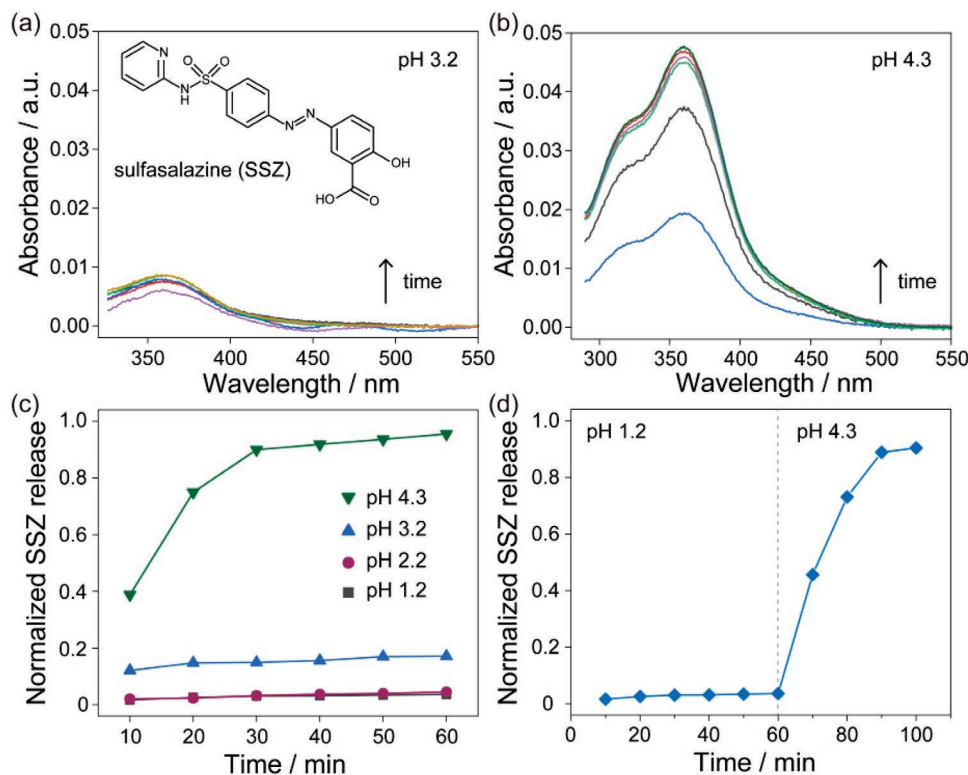 (a)
pH 3.2
N
O O
S
N
H
N
N
OH
HO O
sulfasalazine (SSZ)
time
0.05
0.04
0.03
0.02
0.01
0.00
Absorbance / a.u.
350 400 450 500 550
Wavelength / nm
(b)
pH 4.3
time
0.05
0.04
0.03
0.02
0.01
0.00
Absorbance / a.u.
300 350 400 450 500 550
Wavelength / nm
(c)
1.0
0.8
0.6
0.4
0.2
0
Normalized SSZ release
pH 4.3
pH 3.2
pH 2.2
pH 1.2
10 20 30 40 50 60
Time / min
(d)
pH 1.2 pH 4.3
1.0
0.8
0.6
0.4
0.2
0
Normalized SSZ release
0 20 40 60 80 100
Time / min